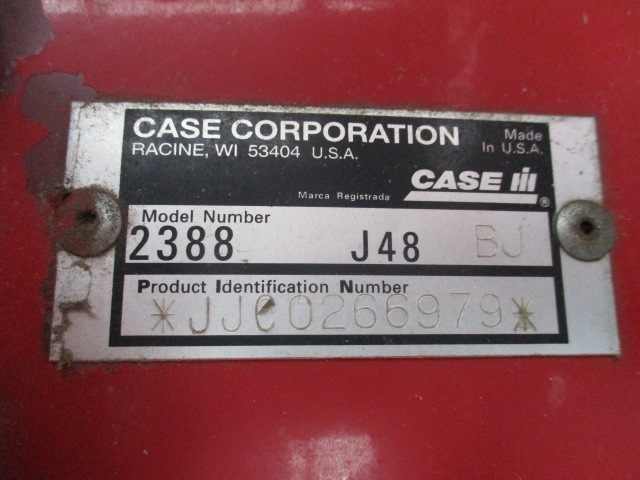 CASE CORPORATION
RACINE, WI 53404 U.S.A.
Made
In U.S.A.
Marca Registrada
CASE IH ®
Model Number
2388 J48 BJ
Product Identification Number
*JJC0266979*